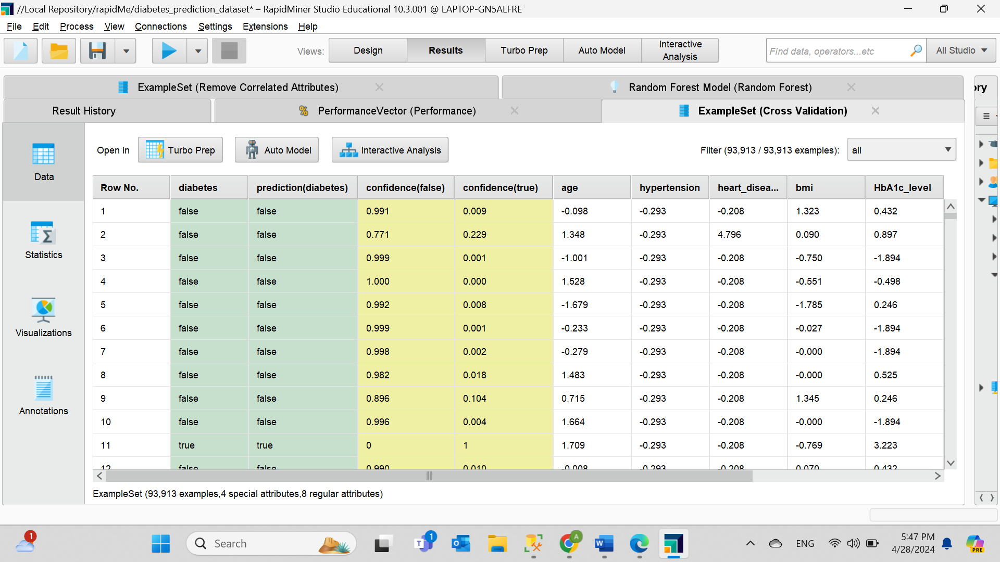 //Local Repository/rapidMe/diabetes_prediction_dataset* – RapidMiner Studio Educational 10.3.001 @ LAPTOP-GN5ALFRE
File Edit Process View Connections Settings Extensions Help
Views: Design Results Turbo Prep Auto Model Interactive Analysis Find data, operators...etc All Studio
ExampleSet (Remove Correlated Attributes) Random Forest Model (Random Forest) ory
Result History PerformanceVector (Performance) ExampleSet (Cross Validation)
Open in Turbo Prep Auto Model Interactive Analysis Filter (93,913 / 93,913 examples): all
Data
Statistics
Visualizations
Annotations
Row No. diabetes prediction(diabetes) confidence(false) confidence(true) age hypertension heart_disea... bmi HbA1c_level
1 false false 0.991 0.009 -0.098 -0.293 -0.208 1.323 0.432
2 false false 0.771 0.229 1.348 -0.293 4.796 0.090 0.897
3 false false 0.999 0.001 -1.001 -0.293 -0.208 -0.750 -1.894
4 false false 1.000 0.000 1.528 -0.293 -0.208 -0.551 -0.498
5 false false 0.992 0.008 -1.679 -0.293 -0.208 -1.785 0.246
6 false false 0.999 0.001 -0.233 -0.293 -0.208 -0.027 -1.894
7 false false 0.998 0.002 -0.279 -0.293 -0.208 -0.000 -1.894
8 false false 0.982 0.018 1.483 -0.293 -0.208 -0.000 0.525
9 false false 0.896 0.104 0.715 -0.293 -0.208 1.345 0.246
10 false false 0.996 0.004 1.664 -0.293 -0.208 -0.000 -1.894
11 true true 0 1 1.709 -0.293 -0.208 -0.769 3.223
12 false false 0.990 0.010 -0.008 -0.293 -0.208 0.070 0.432
ExampleSet (93,913 examples,4 special attributes,8 regular attributes)
1 Search 1 A ENG 5:47 PM
4/28/2024
PRE